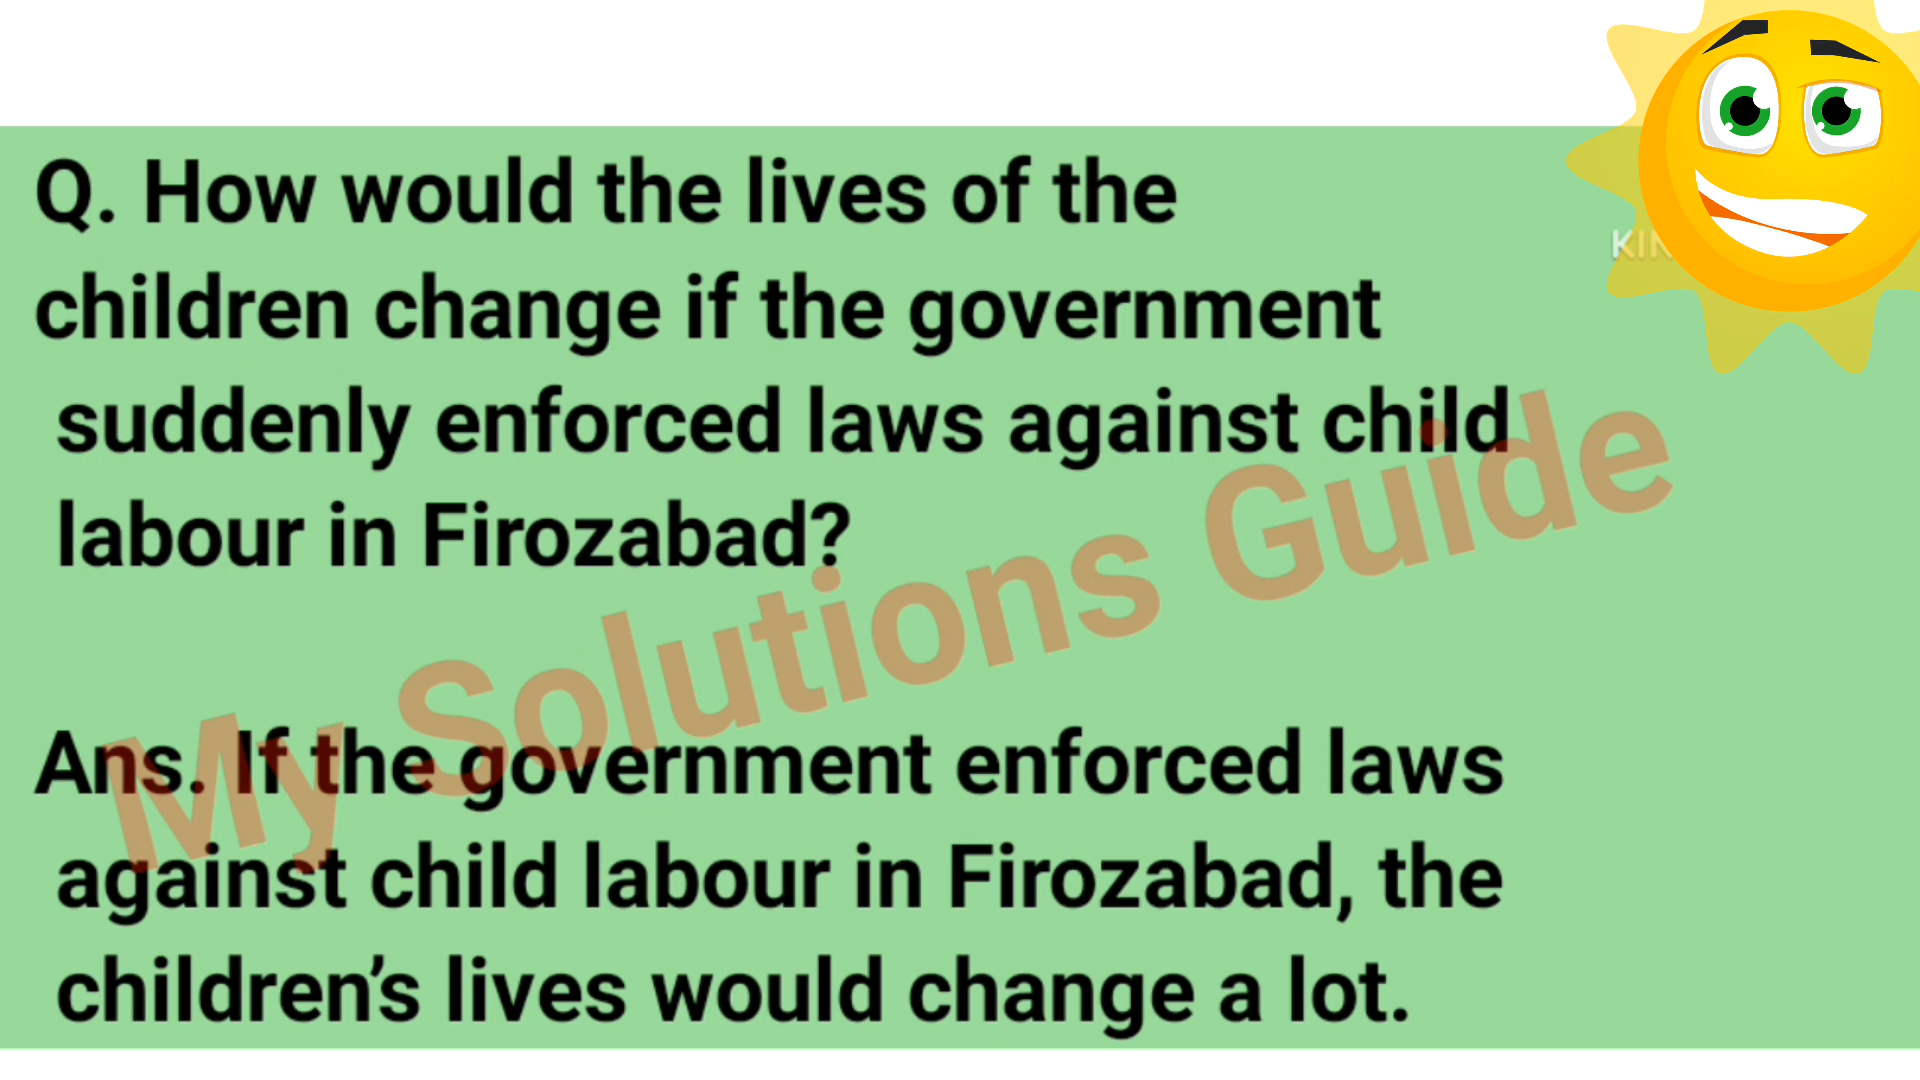 Q. How would the lives of the
children change if the government
suddenly enforced laws against child
labour in Firozabad?
Ans. If the government enforced laws
against child labour in Firozabad, the
children’s lives would change a lot.
My Solutions Guide